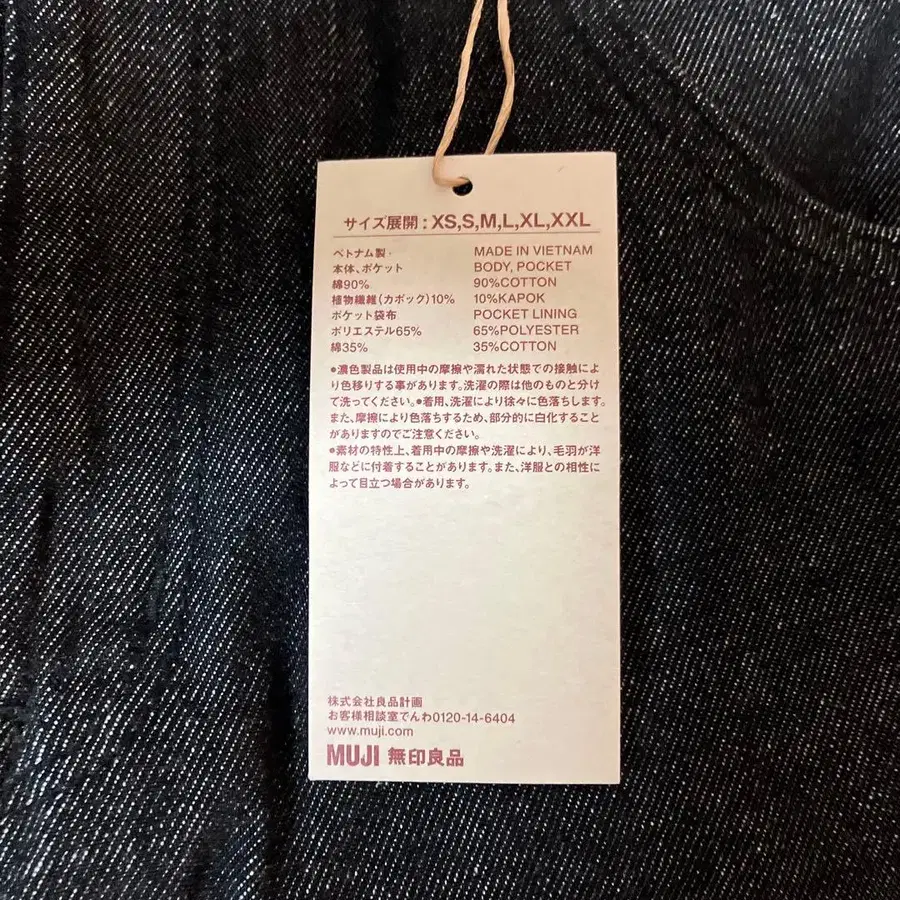 サイズ展開 : XS,S,M,L,XL,XXL
ベトナム製・ MADE IN VIETNAM
本体、ポケット BODY, POCKET
綿90% 90%COTTON
植物繊維(カポック)10% 10%KAPOK
ポケット袋布 POCKET LINING
ポリエステル65% 65%POLYESTER
綿35% 35%COTTON
●濃色製品は使用中の摩擦や濡れた状態での接触によ
り色移りする事があります。洗濯の際は他のものと分け
て洗ってください。●着用、洗濯により徐々に色落ちします。
また、摩擦により色落ちするため、部分的に白化すること
がありますのでご注意ください。
●素材の特性上、着用中の摩擦や洗濯により、毛羽が洋
服などに付着することがあります。また、洋服との相性に
よって目立つ場合があります。
株式会社良品計画
お客様相談室でんわ0120-14-6404
www.muji.com
MUJI 無印良品